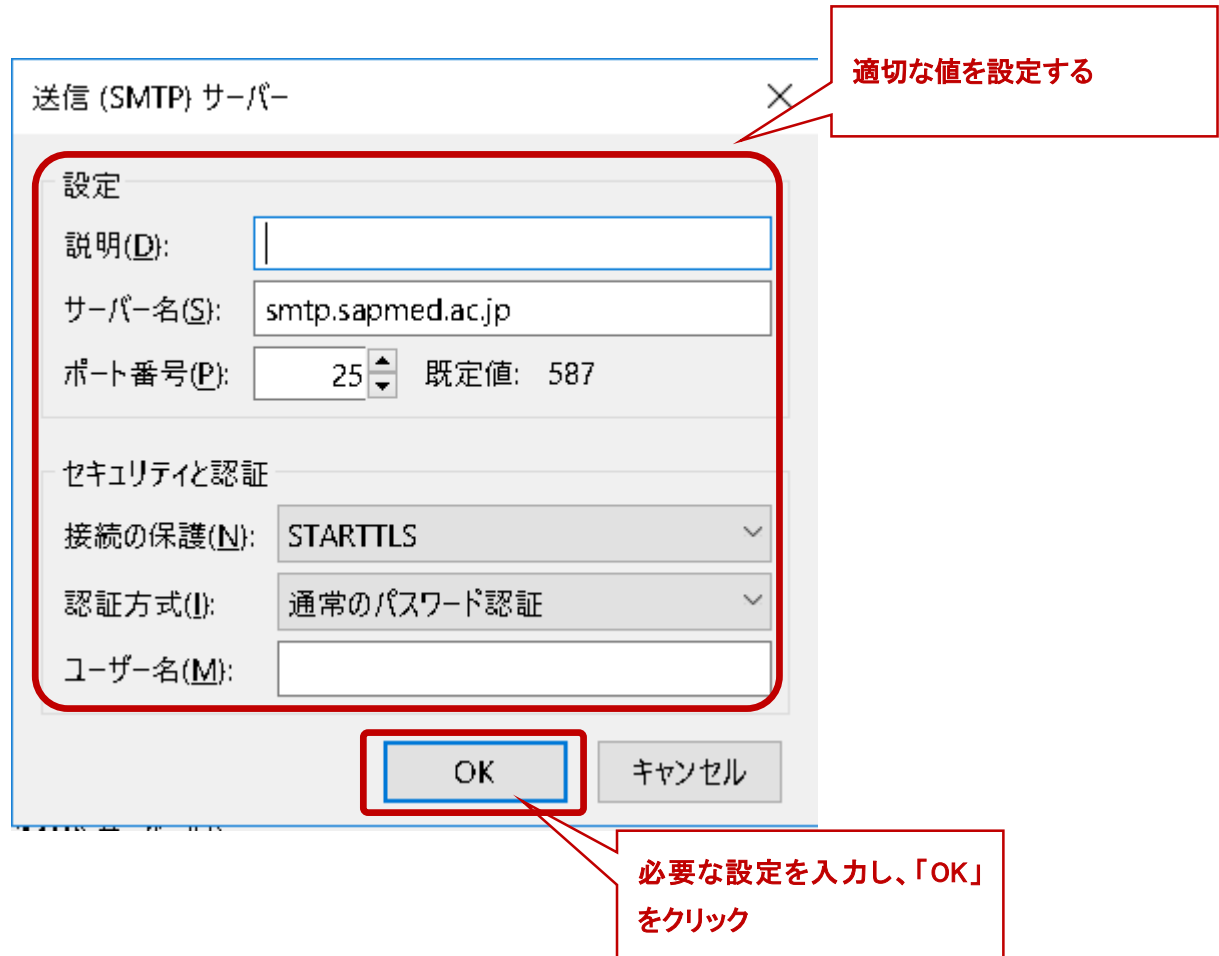 適切な値を設定する
送信 (SMTP) サーバー
設定
説明(D):
サーバー名(S): smtp.sapmed.ac.jp
ポート番号(P): 25 既定値: 587
セキュリティと認証
接続の保護(N): STARTTLS
認証方式(I): 通常のパスワード認証
ユーザー名(M):
OK キャンセル
必要な設定を入力し、「OK」
をクリック